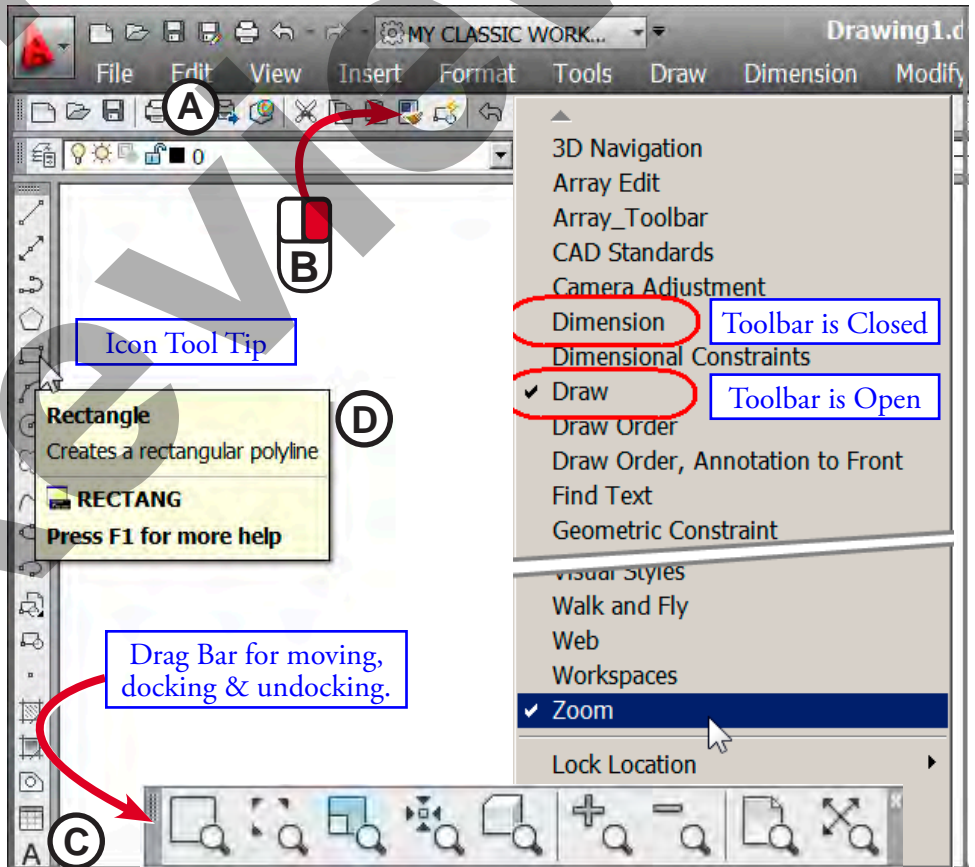 MY CLASSIC WORK...
Drawing1.d
File Edit View Insert Format Tools Draw Dimension Modify
A
0
B
3D Navigation
Array Edit
Array_Toolbar
CAD Standards
Camera Adjustment
Dimension
Toolbar is Closed
Dimensional Constraints
Draw
Toolbar is Open
Draw Order
Draw Order, Annotation to Front
Find Text
Geometric Constraint
Visual Styles
Walk and Fly
Web
Workspaces
Zoom
Lock Location
Icon Tool Tip
Rectangle
Creates a rectangular polyline
RECTANG
Press F1 for more help
D
Drag Bar for moving,
docking & undocking.
A
C